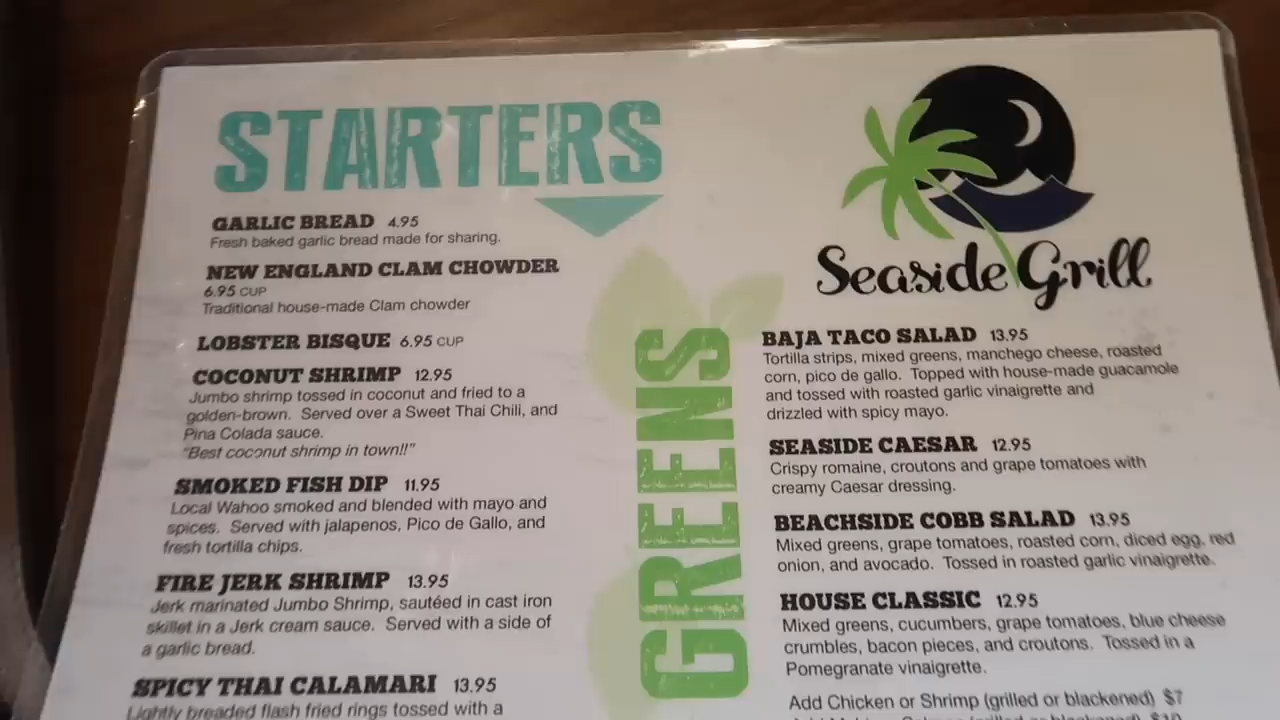 STARTERS
GARLIC BREAD 4.95
Fresh baked garlic bread made for sharing.
NEW ENGLAND CLAM CHOWDER
6.95 CUP
Traditional house-made Clam chowder
LOBSTER BISQUE 6.95 CUP
COCONUT SHRIMP 12.95
Jumbo shrimp tossed in coconut and fried to a
golden-brown. Served over a Sweet Thai Chili, and
Pina Colada sauce.
"Best coconut shrimp in town!!"
SMOKED FISH DIP 11.95
Local Wahoo smoked and blended with mayo and
spices. Served with jalapenos, Pico de Gallo, and
fresh tortilla chips.
FIRE JERK SHRIMP 13.95
Jerk marinated Jumbo Shrimp, sautéed in cast iron
skillet in a Jerk cream sauce. Served with a side of
a garlic bread.
SPICY THAI CALAMARI 13.95
Lightly breaded flash fried rings tossed with a
Seaside Grill
GREENS
BAJA TACO SALAD 13.95
Tortilla strips, mixed greens, manchego cheese, roasted
corn, pico de gallo. Topped with house-made guacamole
and tossed with roasted garlic vinaigrette and
drizzled with spicy mayo.
SEASIDE CAESAR 12.95
Crispy romaine, croutons and grape tomatoes with
creamy Caesar dressing.
BEACHSIDE COBB SALAD 13.95
Mixed greens, grape tomatoes, roasted corn, diced egg, red
onion, and avocado. Tossed in roasted garlic vinaigrette.
HOUSE CLASSIC 12.95
Mixed greens, cucumbers, grape tomatoes, blue cheese
crumbles, bacon pieces, and croutons. Tossed in a
Pomegranate vinaigrette.
Add Chicken or Shrimp (grilled or blackened) $7